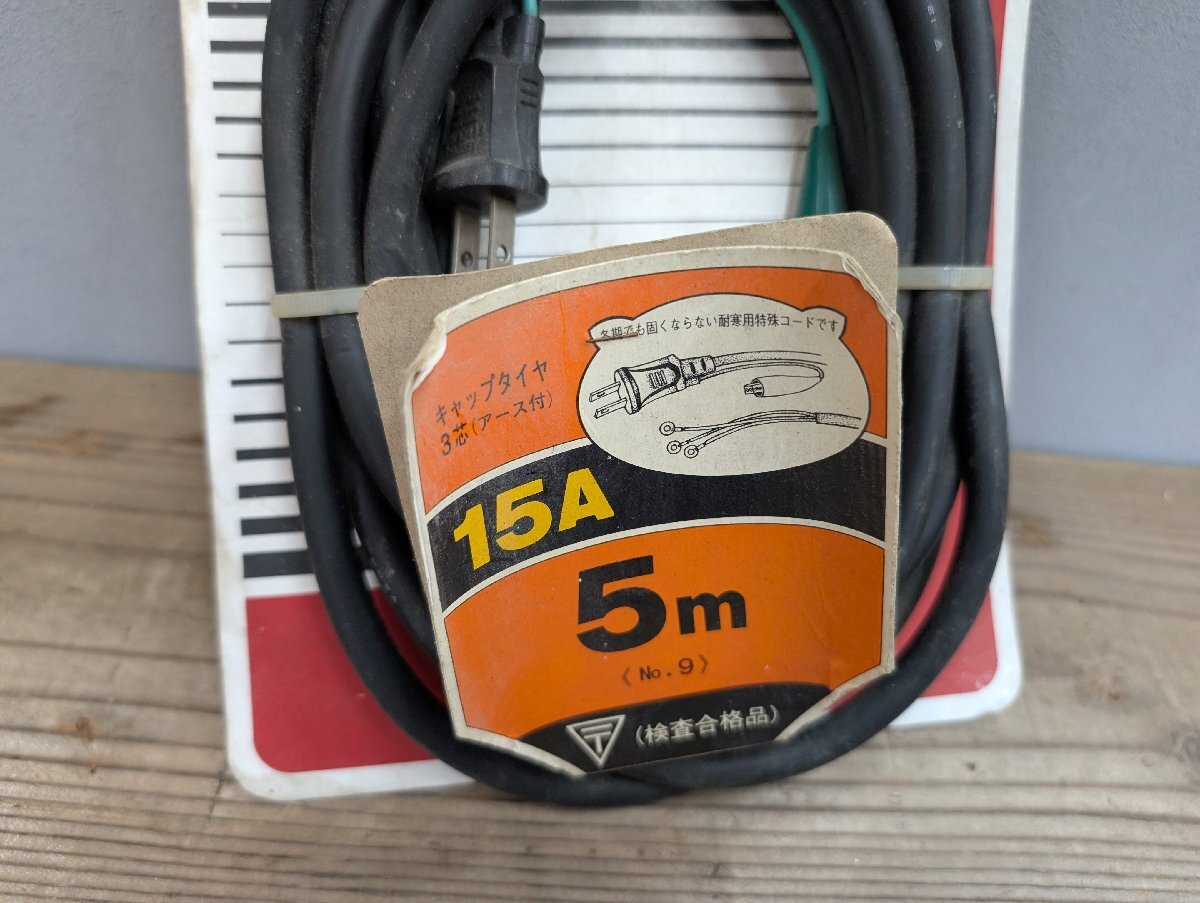 冬期でも固くならない耐寒用特殊コードです
キャップタイヤ
3芯(アース付)
15A
5m
《No.9》
〒
(検査合格品)